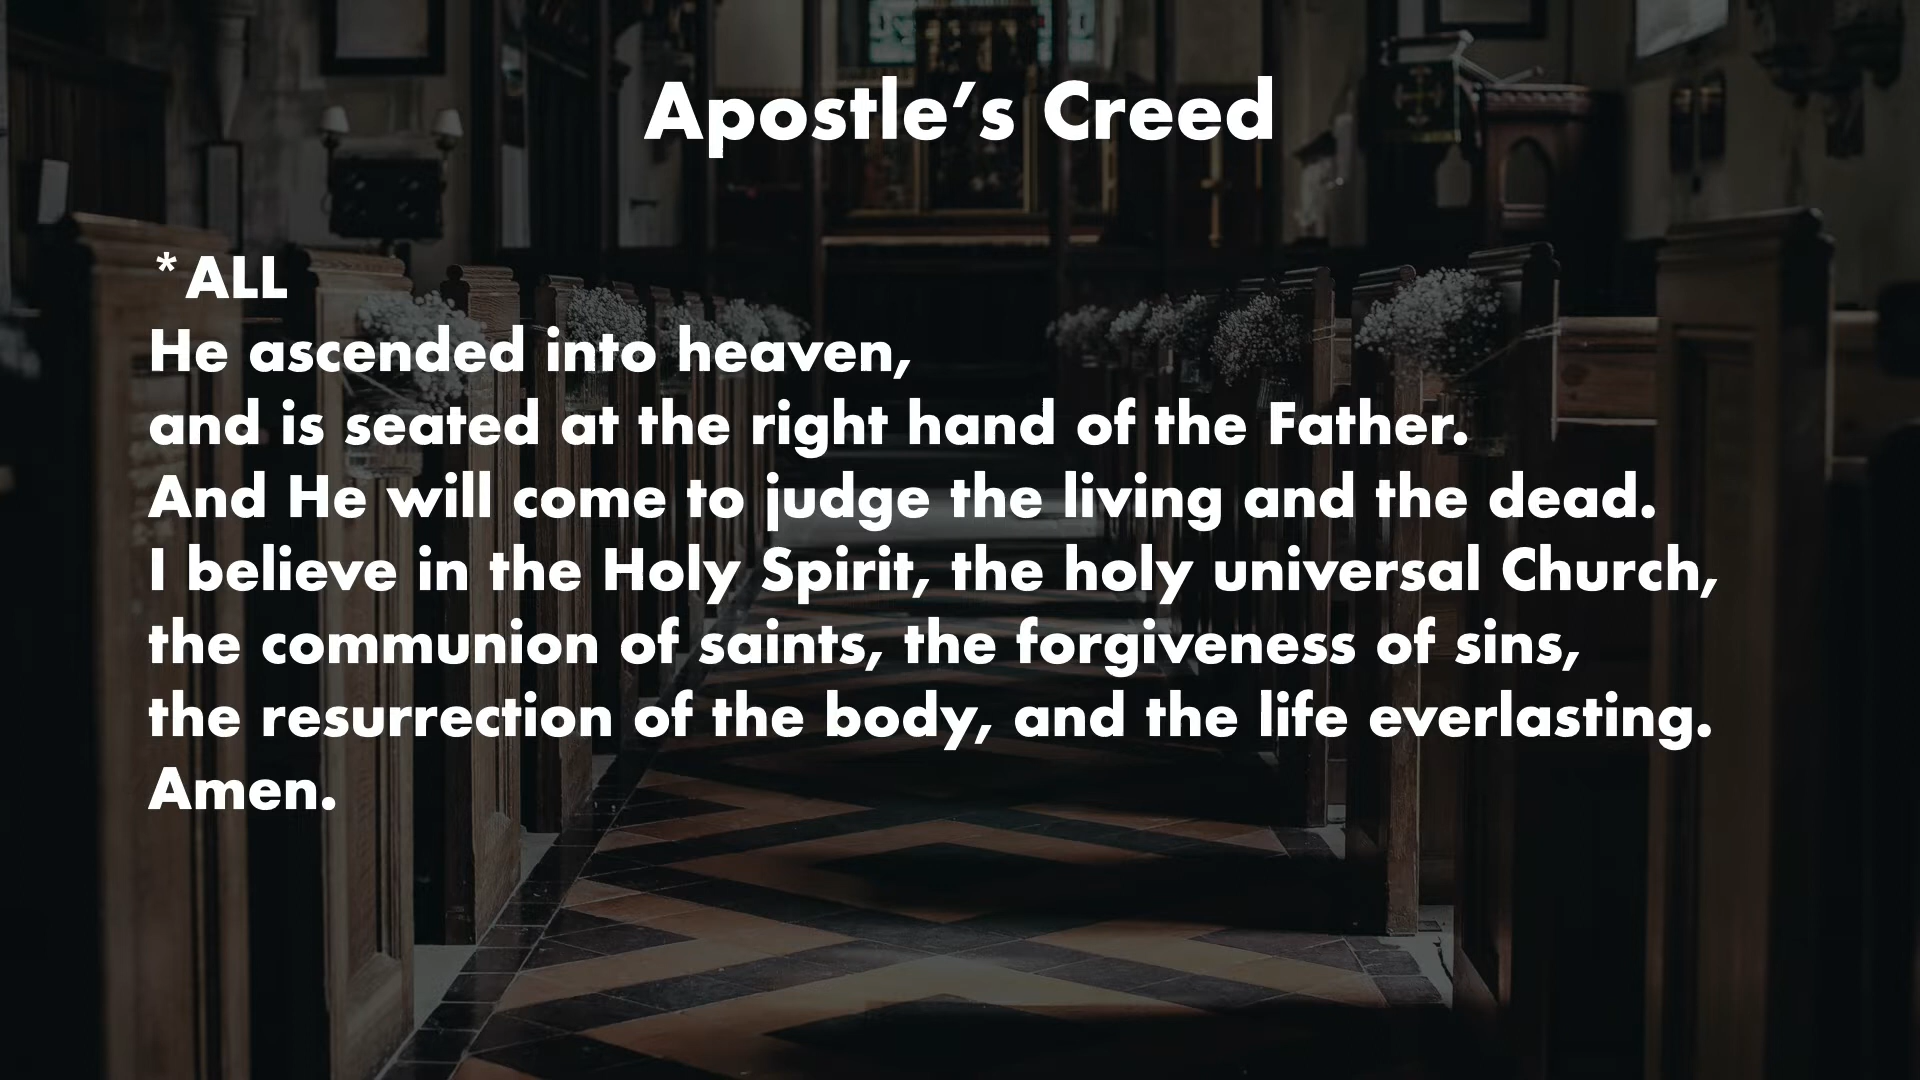 Apostle’s Creed
*ALL
He ascended into heaven,
and is seated at the right hand of the Father.
And He will come to judge the living and the dead.
I believe in the Holy Spirit, the holy universal Church,
the communion of saints, the forgiveness of sins,
the resurrection of the body, and the life everlasting.
Amen.